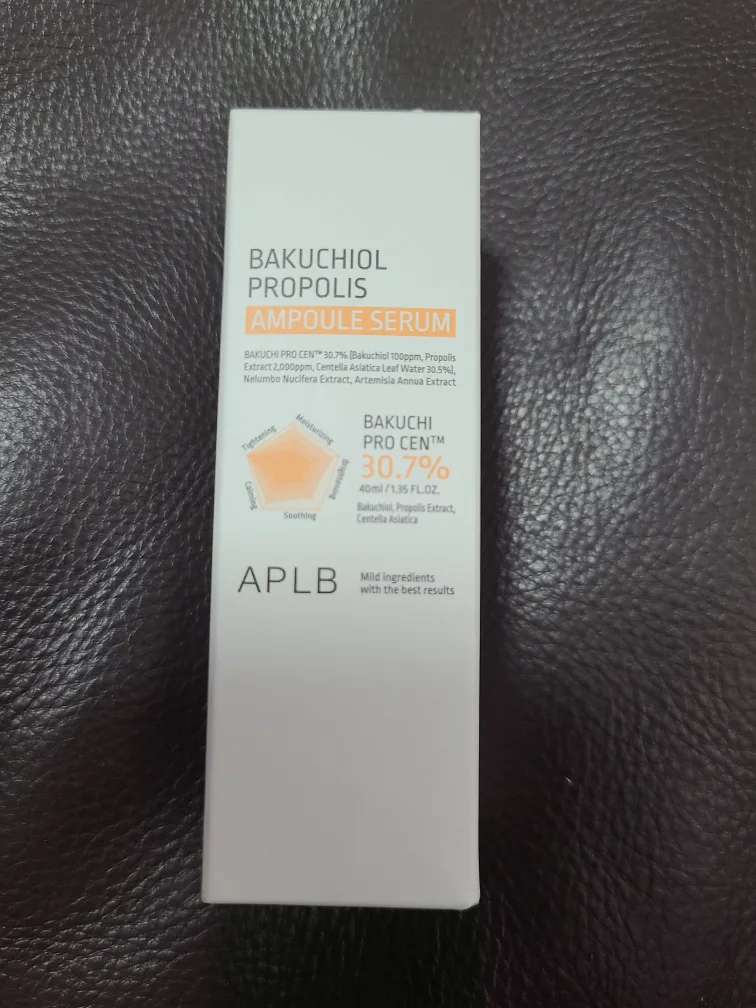 BAKUCHIOL
PROPOLIS
AMPOULE SERUM
BAKUCHI PRO CEN™ 30.7% [Bakuchiol 100ppm, Propolis
Extract 2,000ppm, Centella Asiatica Leaf Water 30.5%],
Nelumbo Nucifera Extract, Artemisia Annua Extract
Tightening
Moisturizing
Calming
Soothing
BAKUCHI
PRO CEN™
30.7%
40ml / 1.35 FL.OZ.
Bakuchiol, Propolis Extract,
Centella Asiatica
APLB
Mild ingredients
with the best results